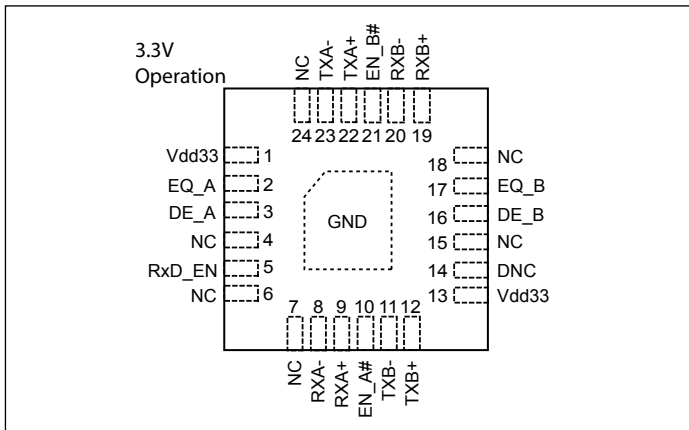 3.3V
Operation
NC
TXA-
TXA+
EN_B#
RXB-
RXB+
24 23 22 21 20 19
Vdd33 1
EQ_A 2
DE_A 3
NC 4
RxD_EN 5
NC 6
GND
18 NC
17 EQ_B
16 DE_B
15 NC
14 DNC
13 Vdd33
7 8 9 10 11 12
NC
RXA-
RXA+
EN_A#
TXB-
TXB+